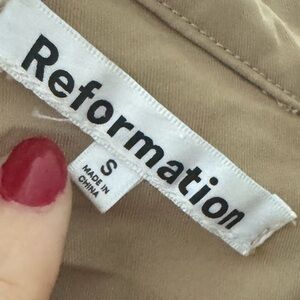 Reformation
S
MADE IN
CHINA